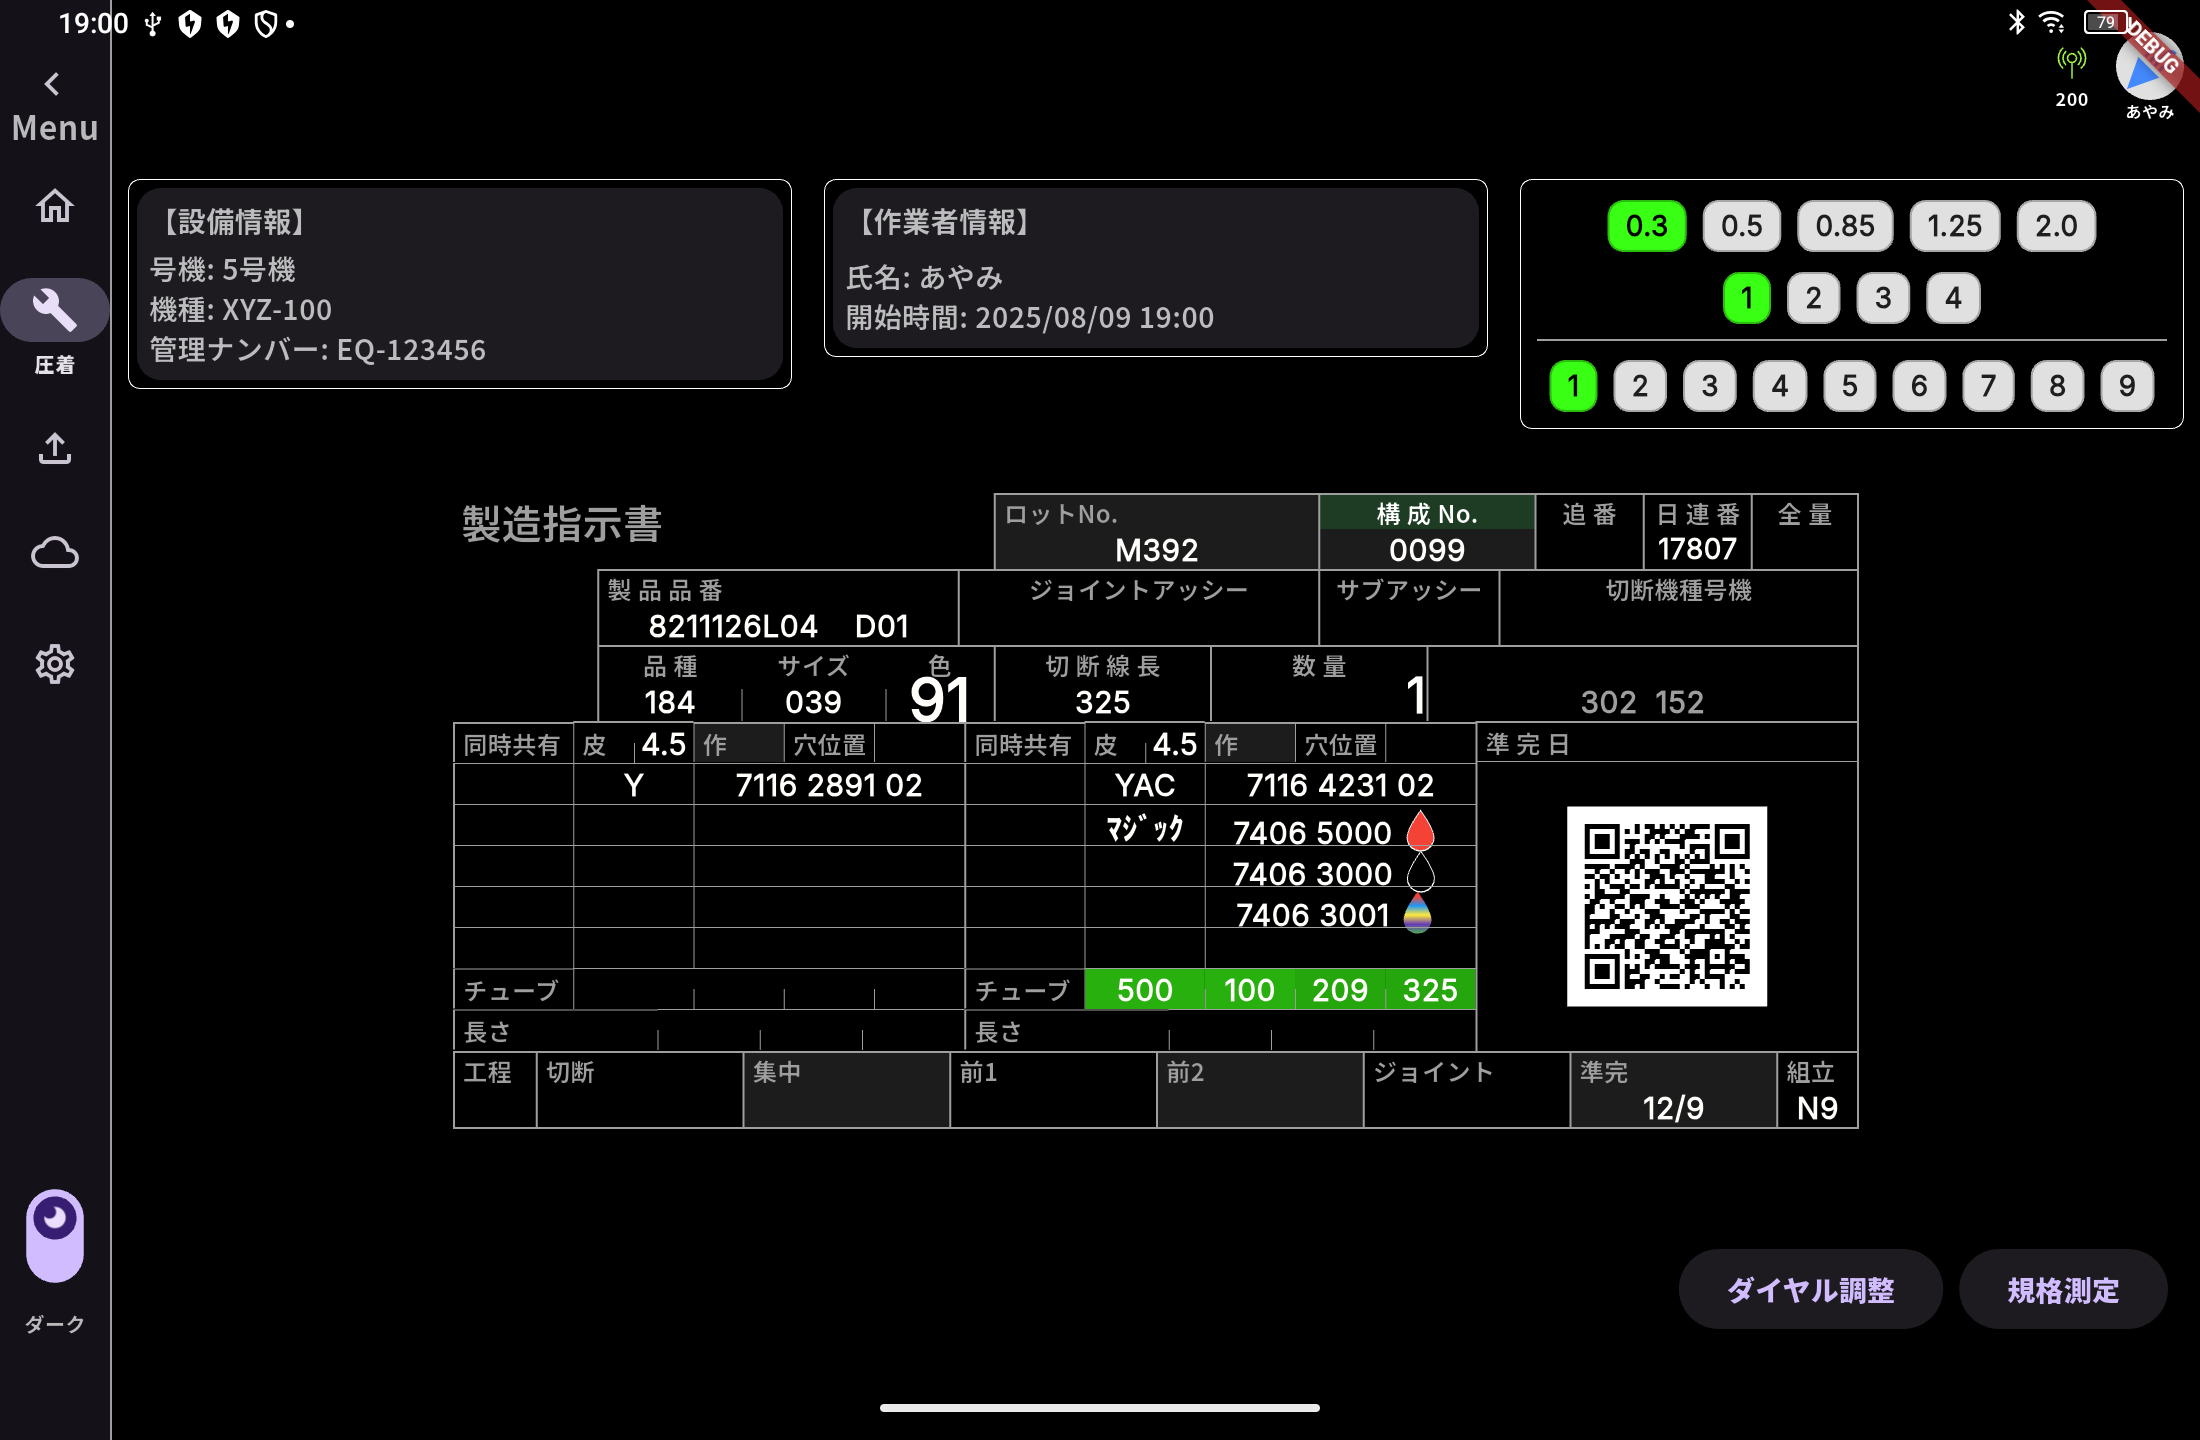 19:00
79
DEBUG
200
あやみ
Menu
圧着
ダーク
【設備情報】
号機: 5号機
機種: XYZ-100
管理ナンバー: EQ-123456
【作業者情報】
氏名: あやみ
開始時間: 2025/08/09 19:00
0.3 0.5 0.85 1.25 2.0
1 2 3 4
1 2 3 4 5 6 7 8 9
製造指示書
ロットNo. 構成No. 追番 日連番 全量
M392 0099 17807
製品品番 ジョイントアッシー サブアッシー 切断機種号機
8211126L04 D01
品種 サイズ 色 切断線長 数量
184 039 91 325 1 302 152
同時共有 皮 4.5 作 穴位置 同時共有 皮 4.5 作 穴位置 準完日
Y 7116 2891 02 YAC 7116 4231 02
ﾏｼﾞｯｸ 7406 5000
7406 3000
7406 3001
チューブ チューブ 500 100 209 325
長さ 長さ
工程 切断 集中 前1 前2 ジョイント 準完 組立
12/9 N9
ダイヤル調整 規格測定